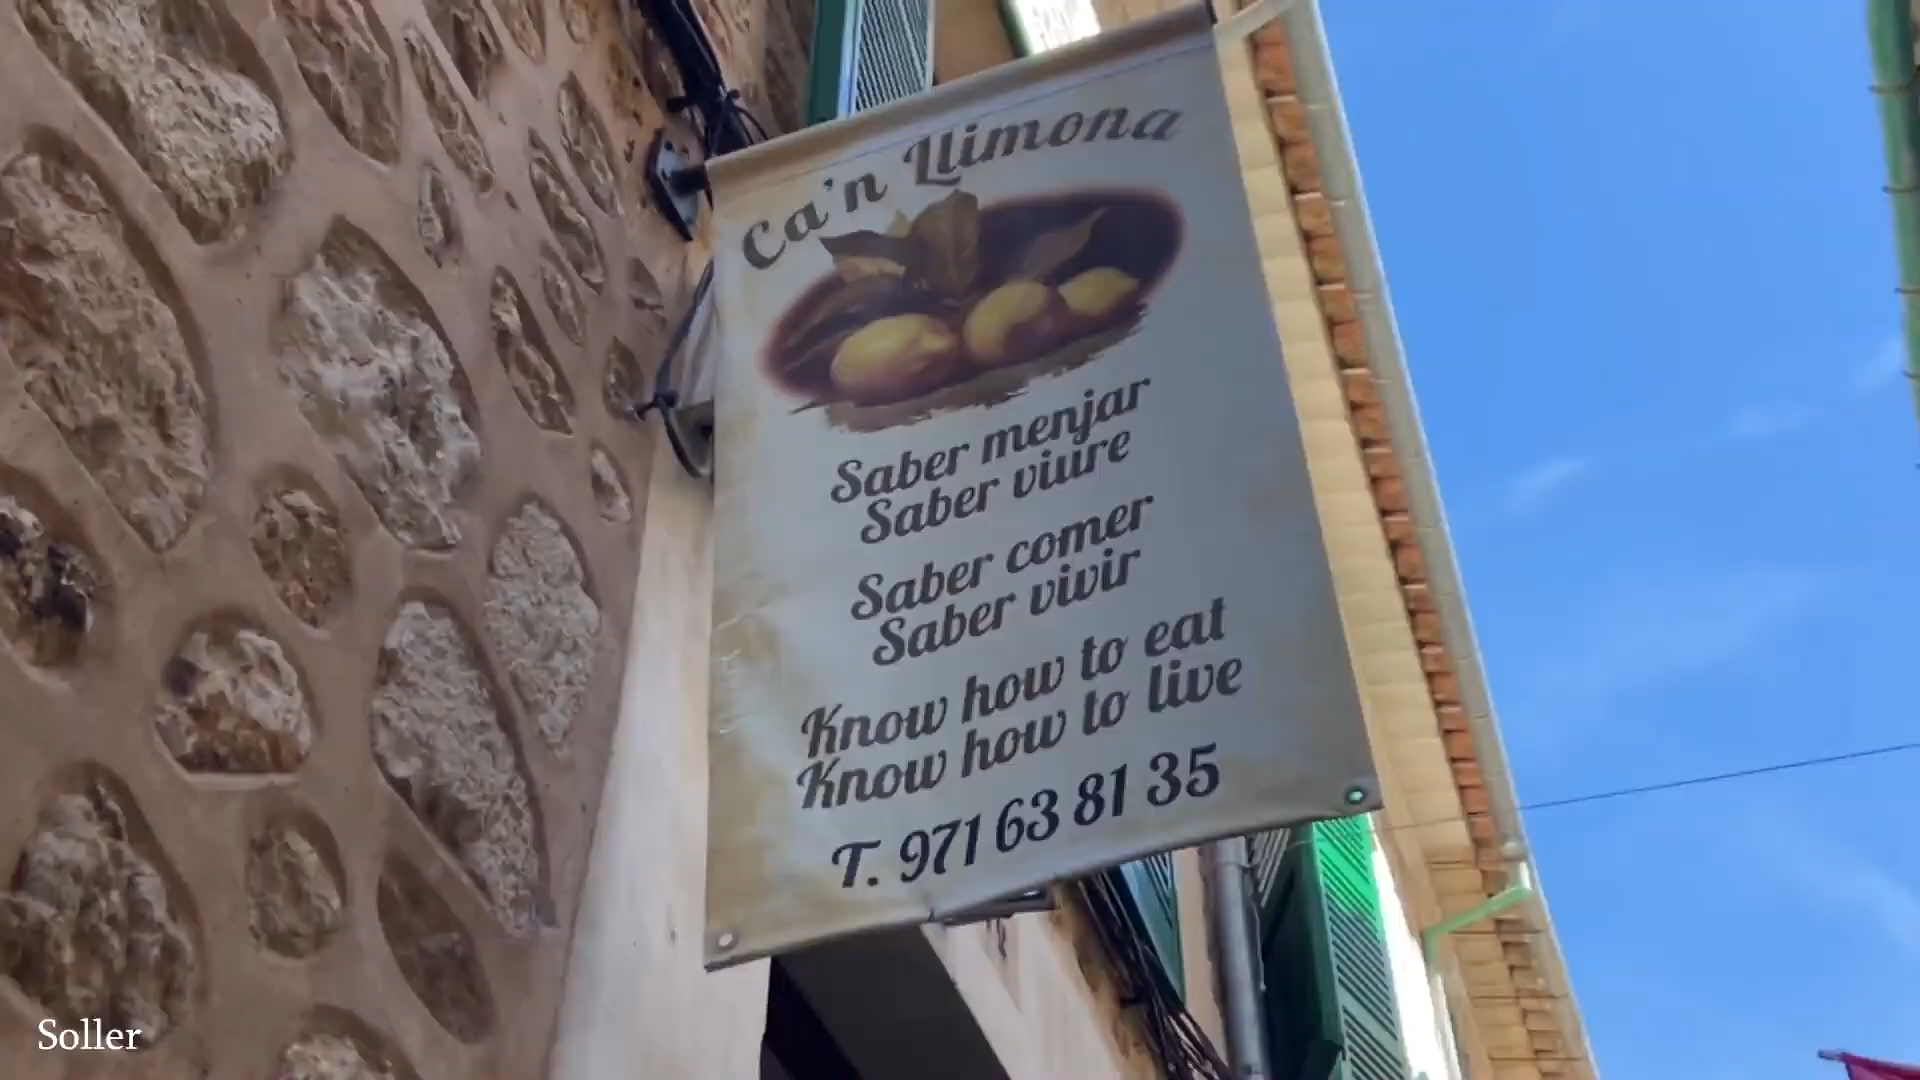 Ca'n Llimona
Saber menjar
Saber viure
Saber comer
Saber vivir
Know how to eat
Know how to live
T. 971 63 81 35
Soller